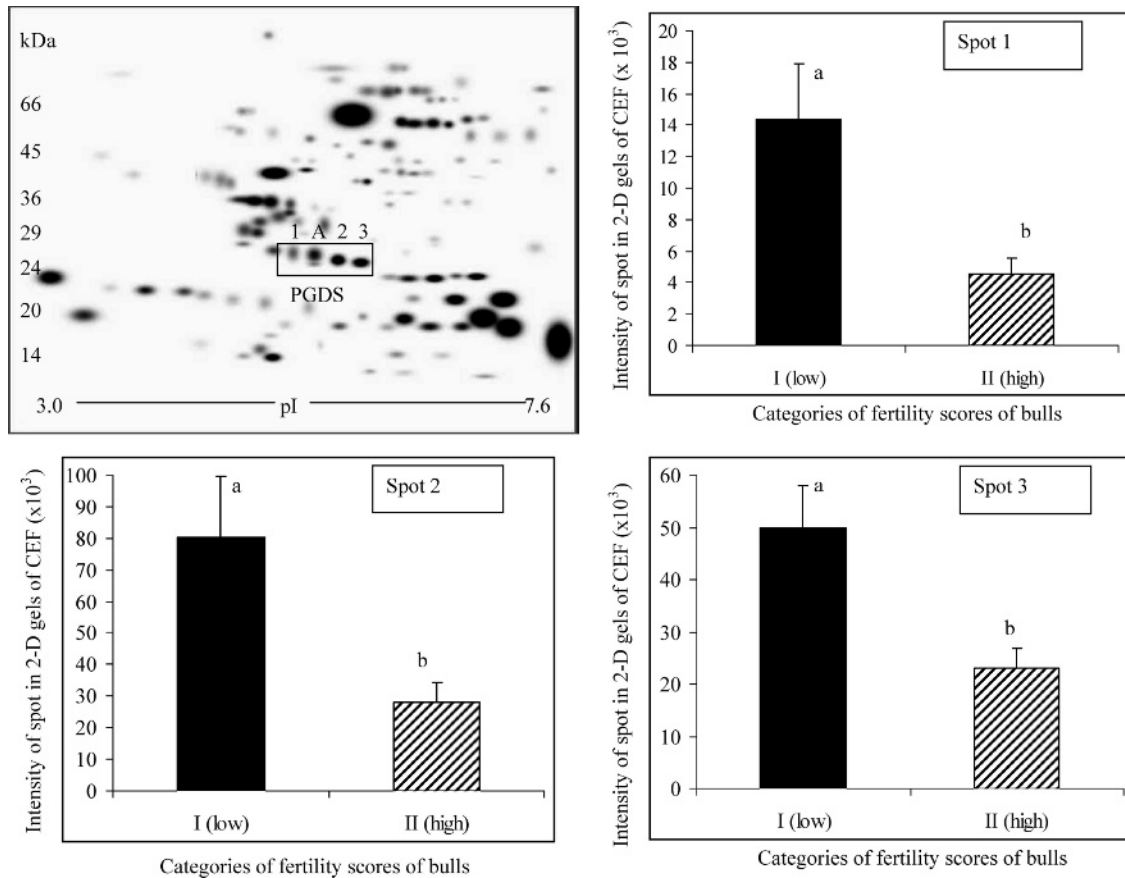 kDa
66
45
36
29
24
20
14
1 A 2 3
PGDS
3.0 pI 7.6
Intensity of spot in 2-D gels of CEF (x 10³)
20
18
16
14
12
10
8
6
4
2
0
Spot 1
a
b
I (low) II (high)
Categories of fertility scores of bulls
Intensity of spot in 2-D gels of CEF (x10³)
100
90
80
70
60
50
40
30
20
10
0
Spot 2
a
b
I (low) II (high)
Categories of fertility scores of bulls
Intensity of spot in 2-D gels of CEF (x10³)
60
50
40
30
20
10
0
Spot 3
a
b
I (low) II (high)
Categories of fertility scores of bulls